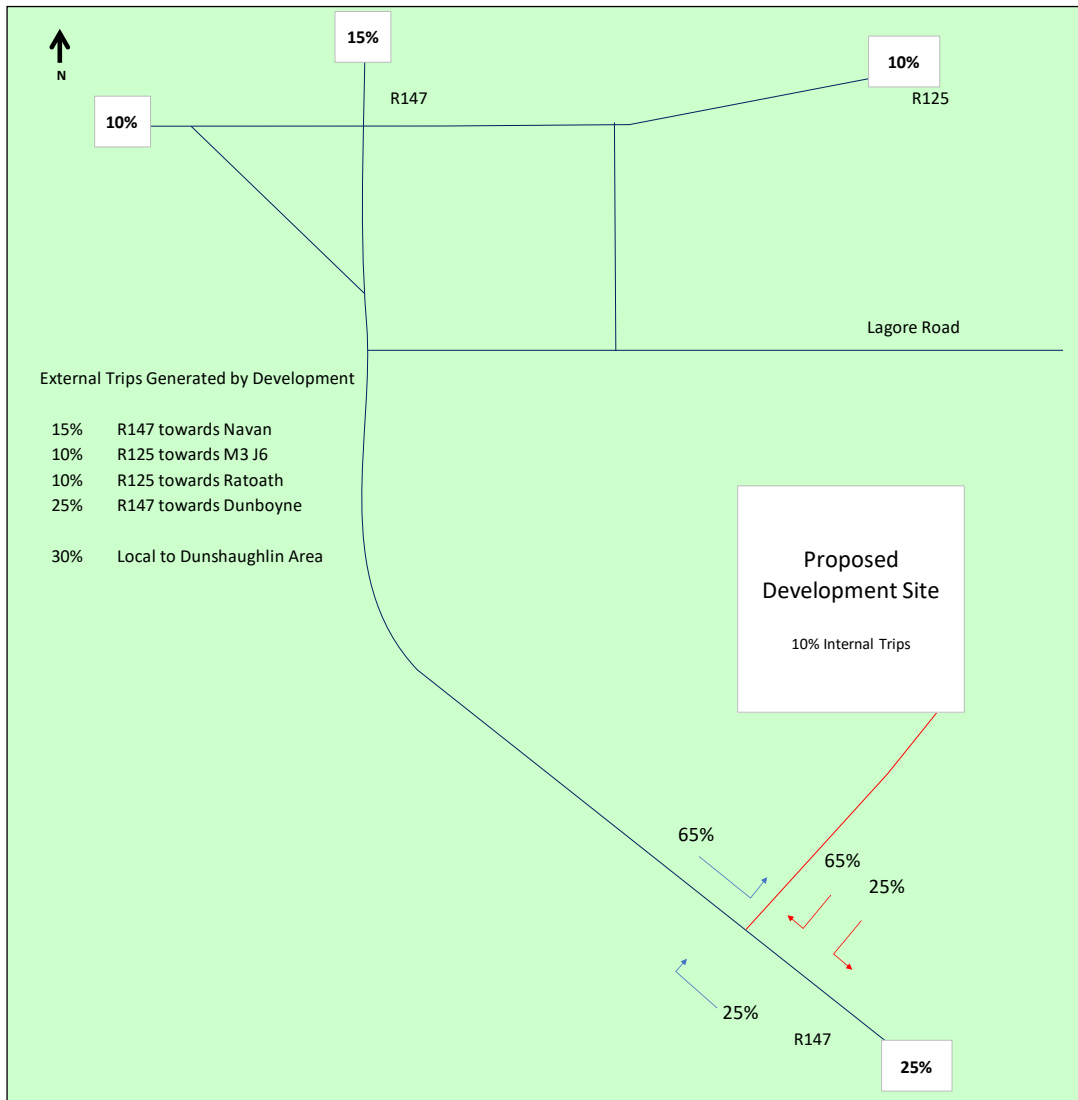 15%
10%
N
R147
R125
10%
Lagore Road
External Trips Generated by Development
15% R147 towards Navan
10% R125 towards M3 J6
10% R125 towards Ratoath
25% R147 towards Dunboyne
30% Local to Dunshaughlin Area
Proposed
Development Site
10% Internal Trips
65%
65%
25%
25%
R147
25%